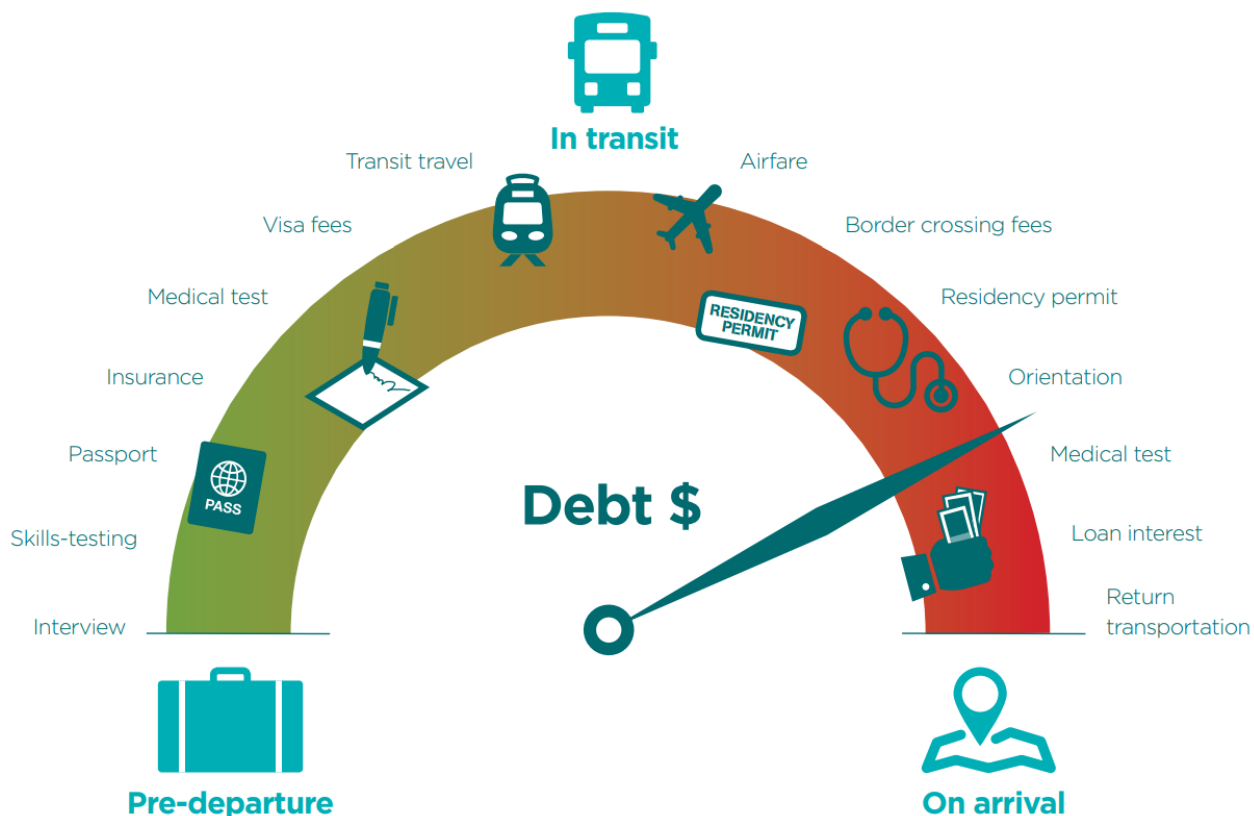 In transit
Transit travel
Airfare
Visa fees
Border crossing fees
Medical test
Residency permit
RESIDENCY
PERMIT
Insurance
Orientation
Passport
Medical test
PASS
Debt $
Skills-testing
Loan interest
Interview
Return
transportation
Pre-departure
On arrival